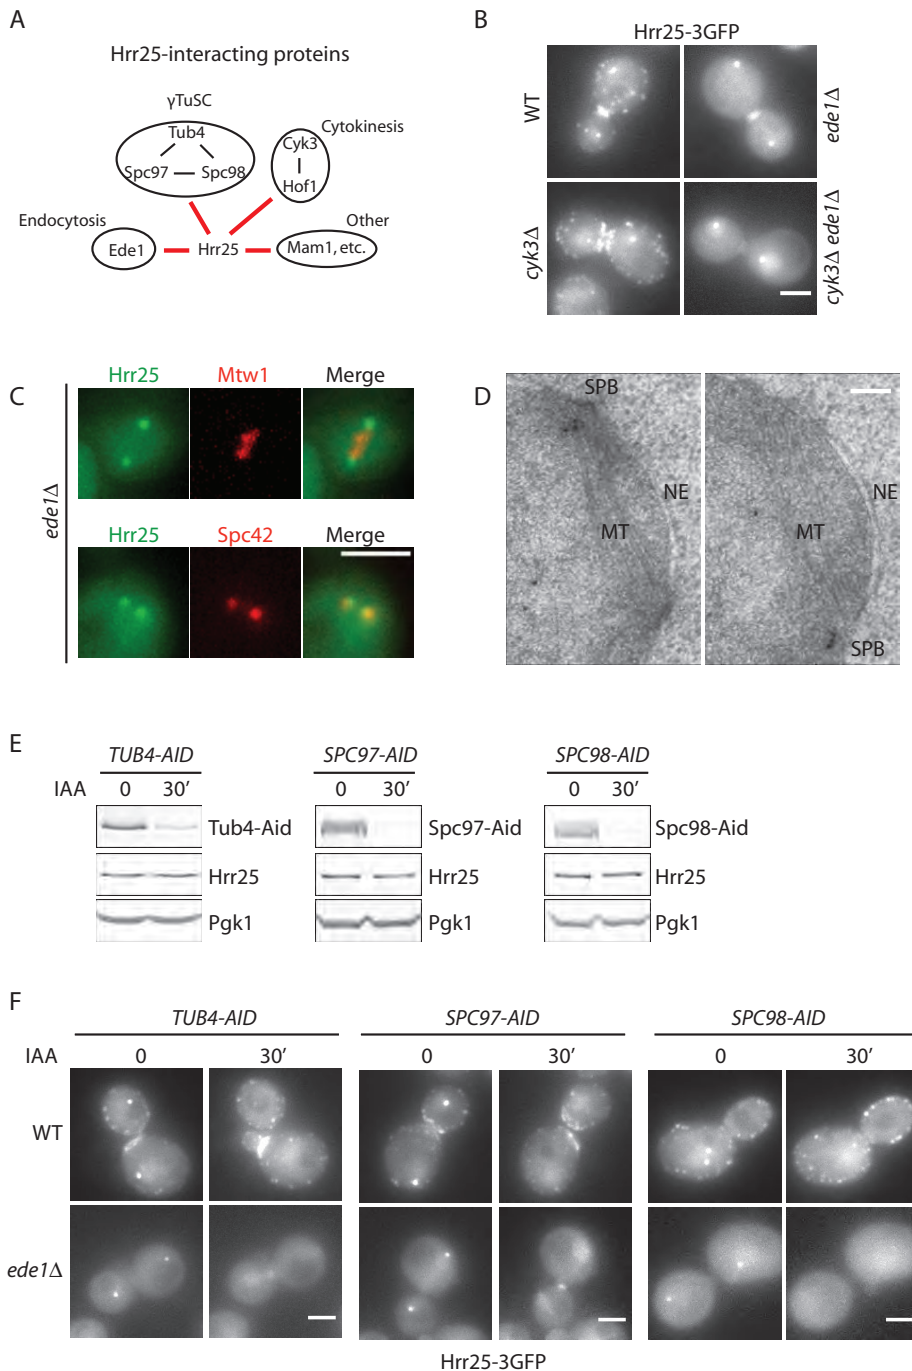 A
Hrr25-interacting proteins
γTuSC
Tub4
Spc97
Spc98
Cytokinesis
Cyk3
Hof1
Endocytosis
Ede1
Hrr25
Other
Mam1, etc.
B
Hrr25-3GFP
WT
ede1Δ
cyk3Δ
cyk3Δ ede1Δ
C
Hrr25 Mtw1 Merge
ede1Δ
Hrr25 Spc42 Merge
D
SPB
NE
MT
NE
MT
SPB
E
TUB4-AID SPC97-AID SPC98-AID
IAA 0 30’ 0 30’ 0 30’
Tub4-Aid Spc97-Aid Spc98-Aid
Hrr25 Hrr25 Hrr25
Pgk1 Pgk1 Pgk1
F
TUB4-AID SPC97-AID SPC98-AID
IAA 0 30’ 0 30’ 0 30’
WT
ede1Δ
Hrr25-3GFP